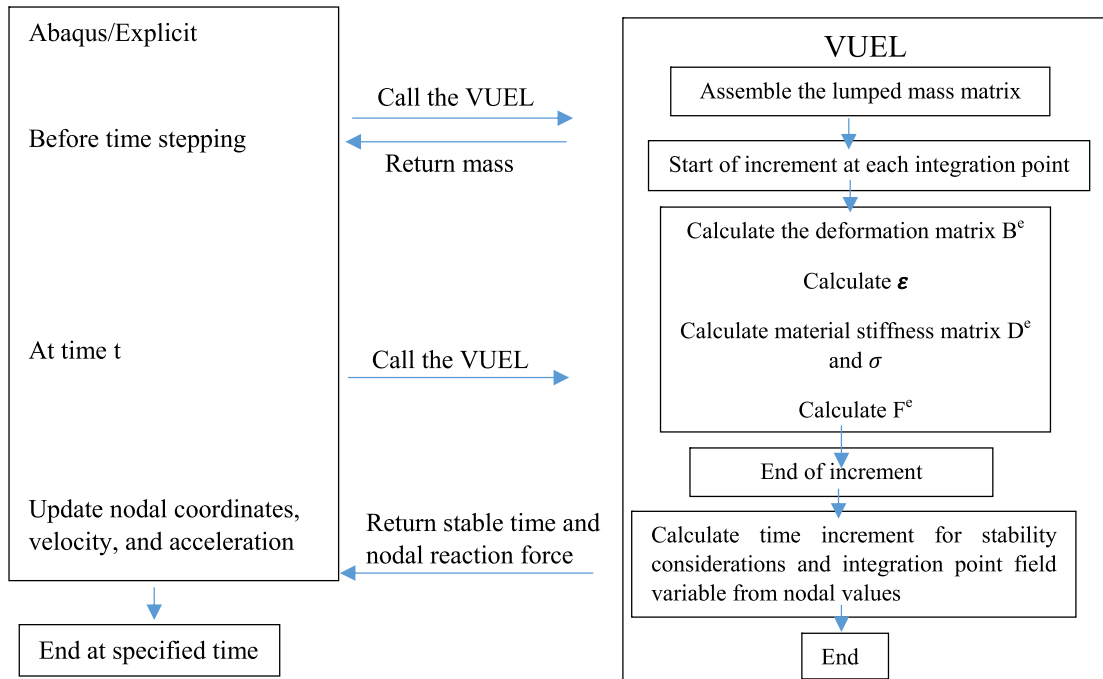 Abaqus/Explicit
Before time stepping
At time t
Update nodal coordinates,
velocity, and acceleration
End at specified time
Call the VUEL
Return mass
Call the VUEL
Return stable time and
nodal reaction force
VUEL
Assemble the lumped mass matrix
Start of increment at each integration point
Calculate the deformation matrix Bᵉ
Calculate ε
Calculate material stiffness matrix Dᵉ
and σ
Calculate Fᵉ
End of increment
Calculate time increment for stability
considerations and integration point field
variable from nodal values
End